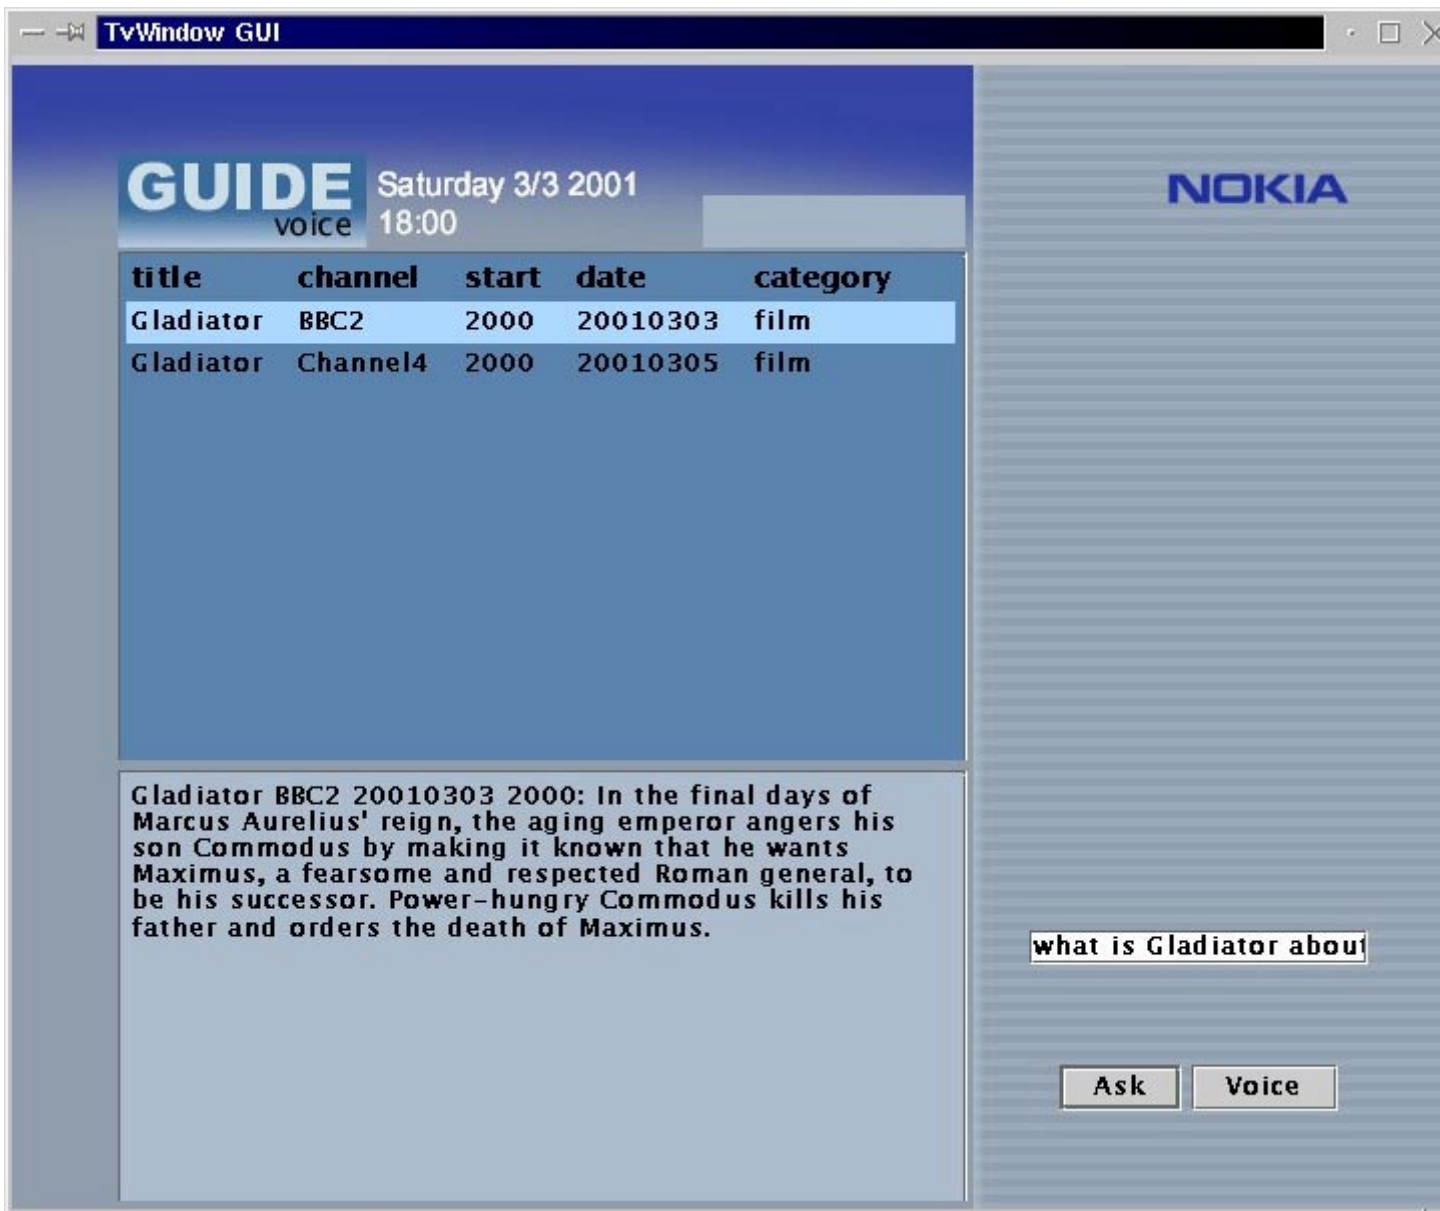 TvWindow GUI
GUIDE
voice
Saturday 3/3 2001
18:00
NOKIA
title channel start date category
Gladiator BBC2 2000 20010303 film
Gladiator Channel4 2000 20010305 film
Gladiator BBC2 20010303 2000: In the final days of
Marcus Aurelius' reign, the aging emperor angers his
son Commodus by making it known that he wants
Maximus, a fearsome and respected Roman general, to
be his successor. Power-hungry Commodus kills his
father and orders the death of Maximus.
what is Gladiator about
Ask Voice